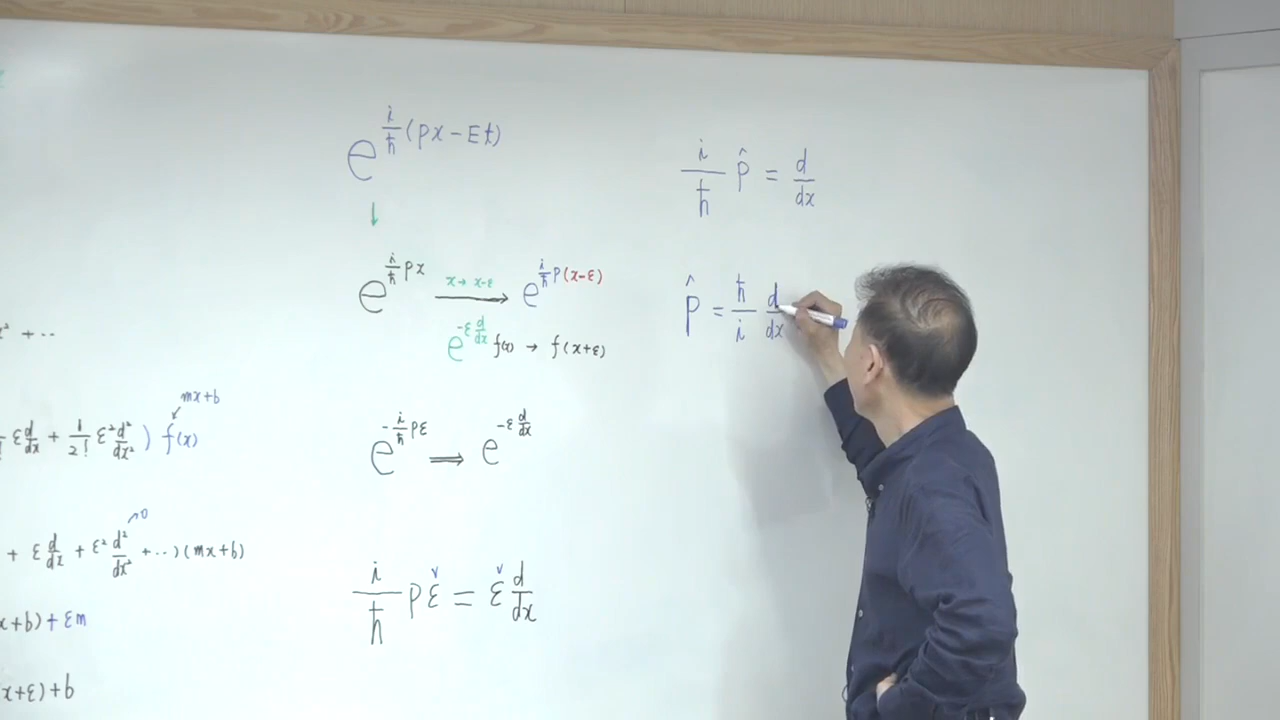 ² + ..
mx+b
ε d/dx + 1/2! ε² d²/dx² ) f(x)
→0
+ ε d/dx + ε² d²/dx² + ..) (mx+b)
x+b) + εm
x+ε) + b
e^{i/ħ (px - Et)}
↓
e^{i/ħ px} x → x-ε ⟶ e^{i/ħ p(x-ε)}
e^{-ε d/dx} f(x) → f(x+ε)
e^{-i/ħ pε} ⟹ e^{-ε d/dx}
i/ħ pε̌ = ε̌ d/dx
i/ħ p̂ = d/dx
p̂ = ħ/i d/dx